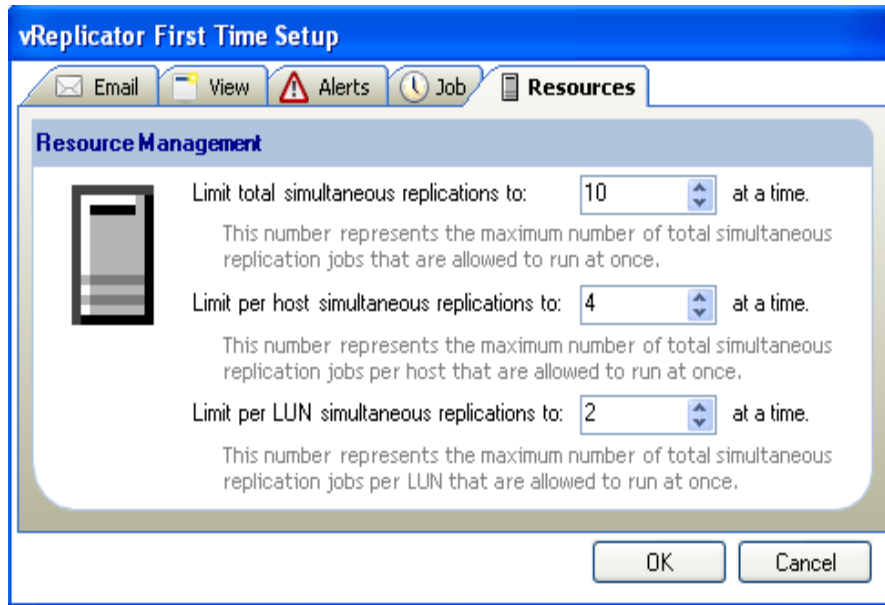 vReplicator First Time Setup
Email View Alerts Job Resources
Resource Management
Limit total simultaneous replications to: 10 at a time.
This number represents the maximum number of total simultaneous
replication jobs that are allowed to run at once.
Limit per host simultaneous replications to: 4 at a time.
This number represents the maximum number of total simultaneous
replication jobs per host that are allowed to run at once.
Limit per LUN simultaneous replications to: 2 at a time.
This number represents the maximum number of total simultaneous
replication jobs per LUN that are allowed to run at once.
OK Cancel